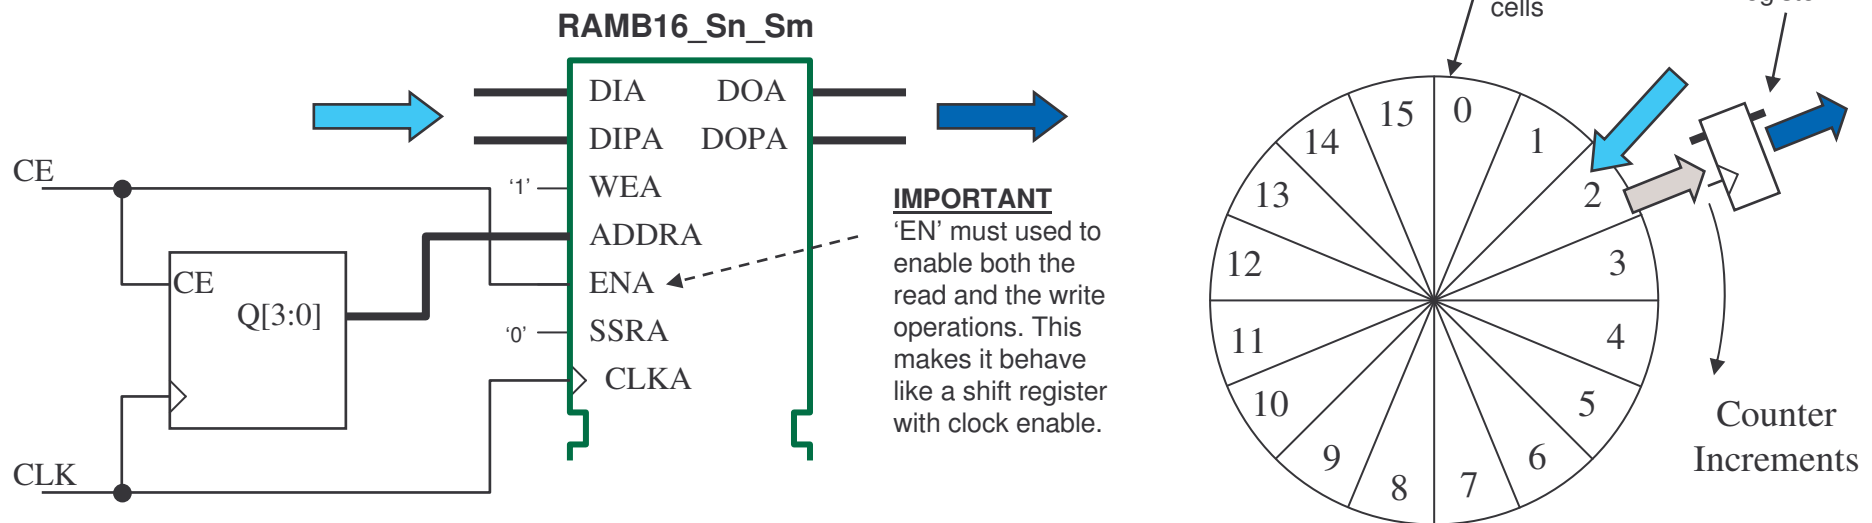 RAMB16_Sn_Sm
DIA DOA
DIPA DOPA
CE
‘1’ WEA
ADDRA
CE
ENA
Q[3:0]
‘0’ SSRA
CLKA
CLK
IMPORTANT
‘EN’ must used to
enable both the
read and the write
operations. This
makes it behave
like a shift register
with clock enable.
cells
0
1
2
3
4
5
6
7
8
9
10
11
12
13
14
15
Counter
Increments